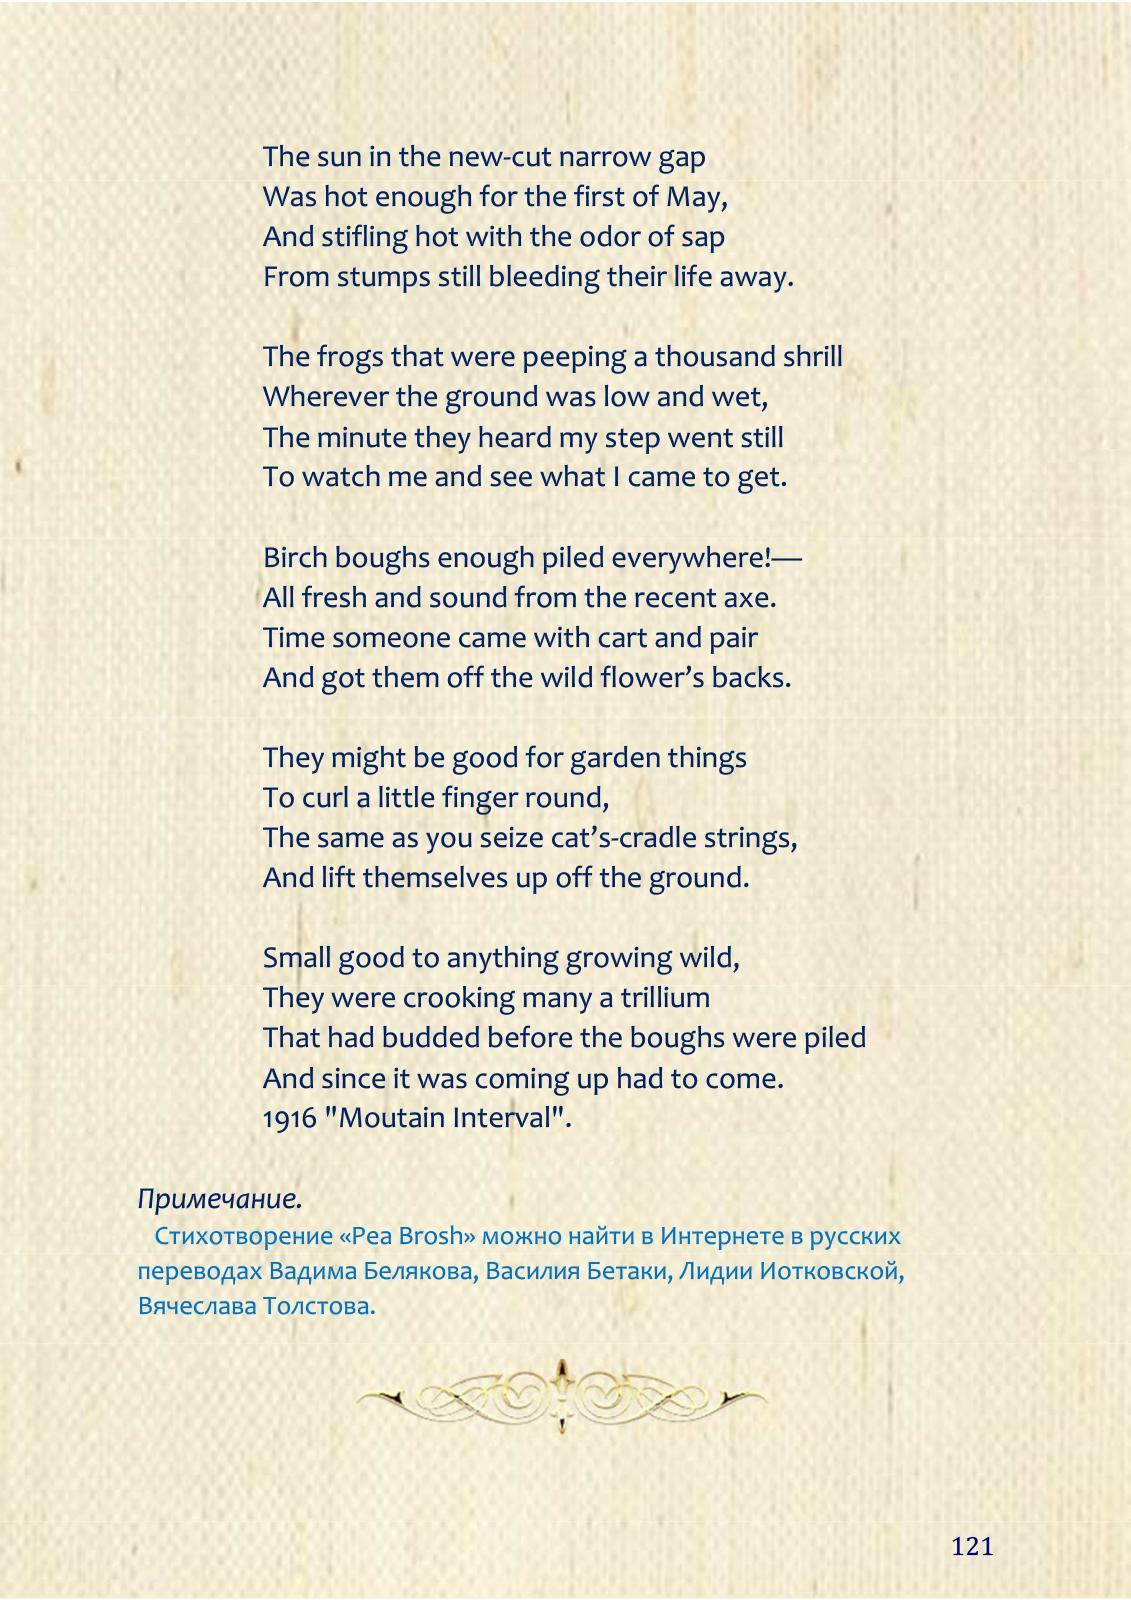 The sun in the new-cut narrow gap
Was hot enough for the first of May,
And stifling hot with the odor of sap
From stumps still bleeding their life away.
The frogs that were peeping a thousand shrill
Wherever the ground was low and wet,
The minute they heard my step went still
To watch me and see what I came to get.
Birch boughs enough piled everywhere!—
All fresh and sound from the recent axe.
Time someone came with cart and pair
And got them off the wild flower’s backs.
They might be good for garden things
To curl a little finger round,
The same as you seize cat’s-cradle strings,
And lift themselves up off the ground.
Small good to anything growing wild,
They were crooking many a trillium
That had budded before the boughs were piled
And since it was coming up had to come.
1916 "Moutain Interval".
Примечание.
Стихотворение «Pea Brosh» можно найти в Интернете в русских
переводах Вадима Белякова, Василия Бетаки, Лидии Иотковской,
Вячеслава Толстова.
121